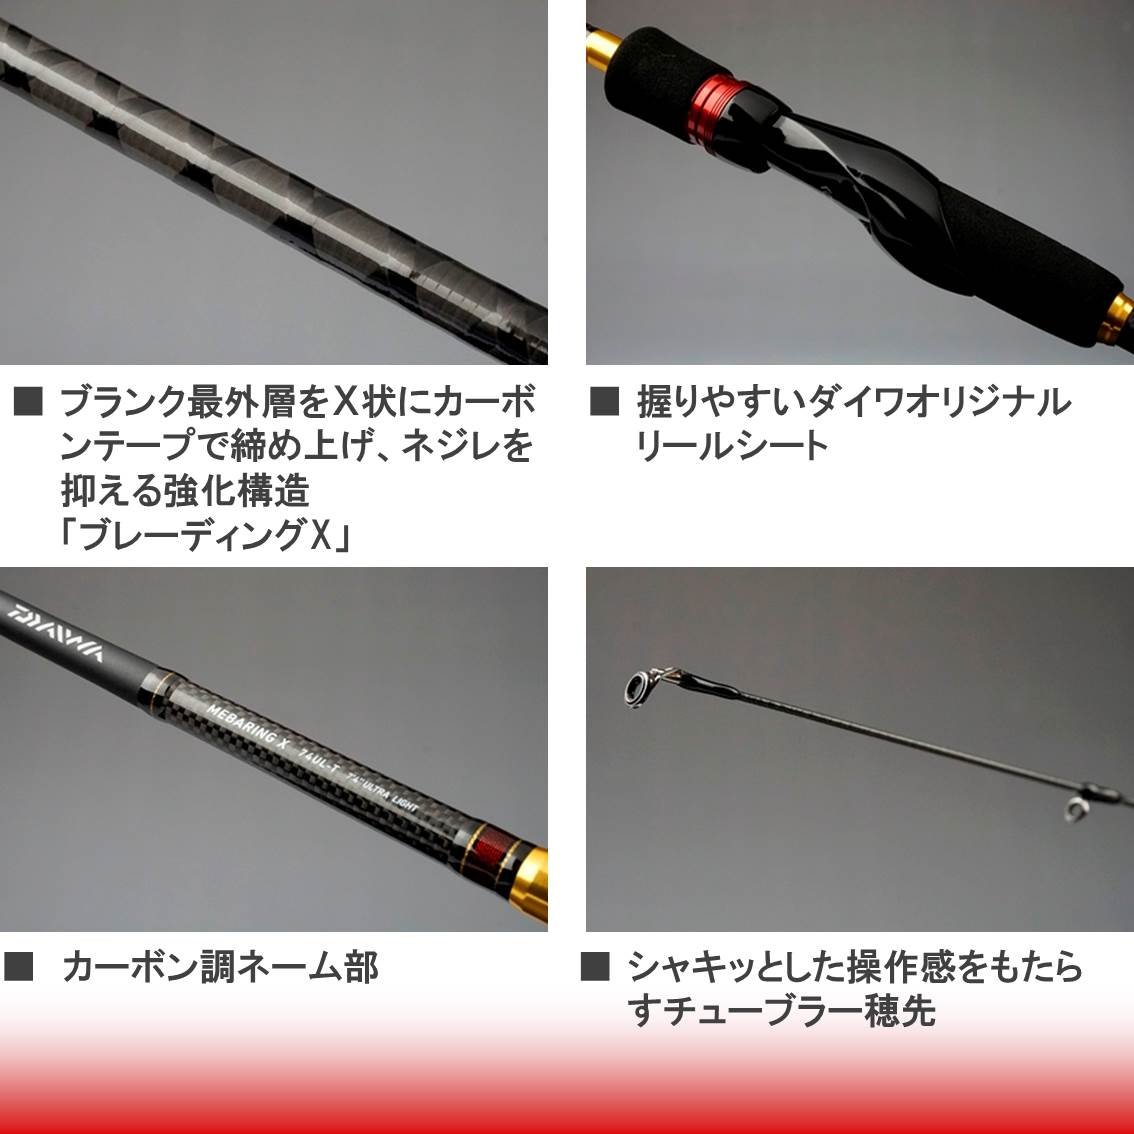 ■ ブランク最外層をX状にカーボ
ンテープで締め上げ、ネジレを
抑える強化構造
「ブレーディングX」
■ 握りやすいダイワオリジナル
リールシート
DAIWA
MEBARING X 74UL-T 7'4" ULTRA LIGHT
■ カーボン調ネーム部
■ シャキッとした操作感をもたら
すチューブラー穂先